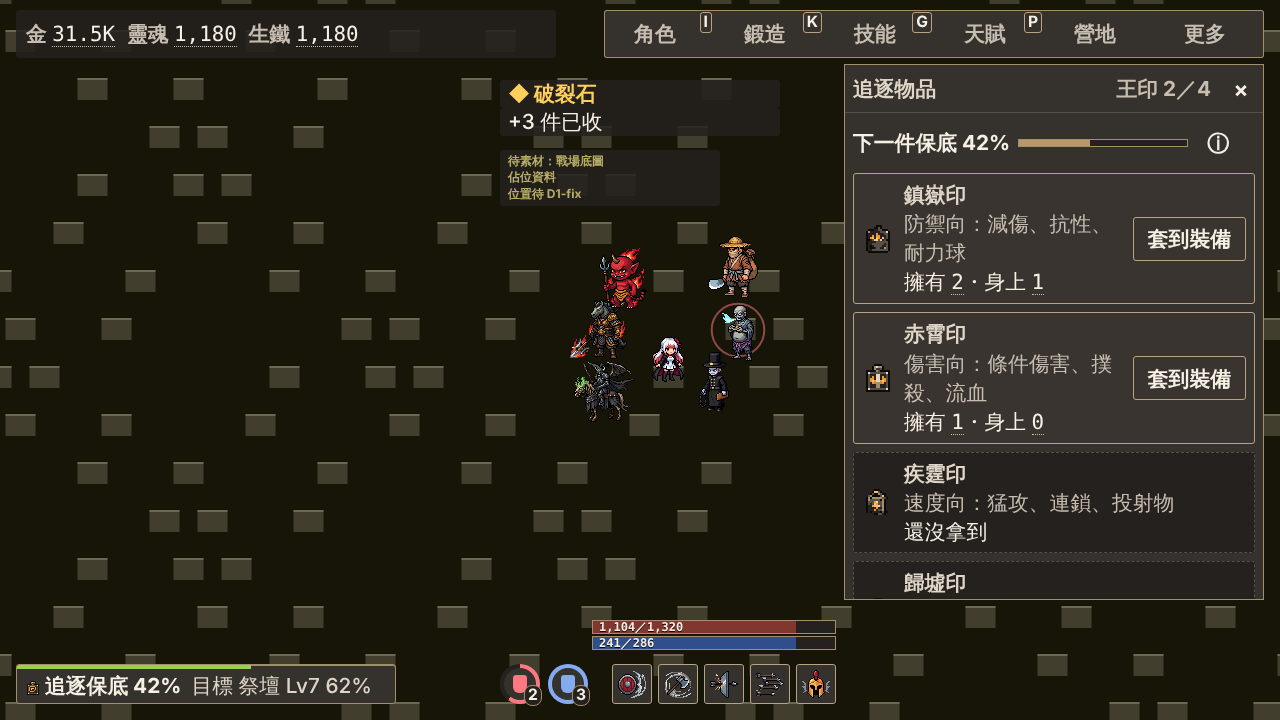 金 31.5K 靈魂 1,180 生鐵 1,180
角色 I 鍛造 K 技能 G 天賦 P 營地 更多
破裂石
+3 件已收
待素材：戰場底圖
佔位資料
位置待 D1-fix
追逐物品 王印 2／4 ×
下一件保底 42%
鎮嶽印
防禦向：減傷、抗性、
耐力球
擁有 2・身上 1
套到裝備
赤霄印
傷害向：條件傷害、撲
殺、流血
擁有 1・身上 0
套到裝備
疾霆印
速度向：猛攻、連鎖、投射物
還沒拿到
歸墟印
1,104／1,320
241／286
追逐保底 42% 目標 祭壇 Lv7 62%
2 3